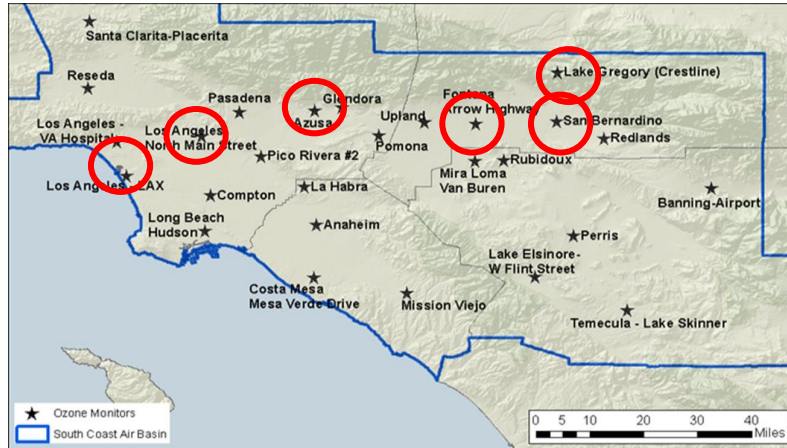 Santa Clarita-Placerita
Reseda
Lake Gregory (Crestline)
Fontana
Arrow Highway
Glendora
Azusa
Pasadena
Upland
San Bernardino
Los Angeles -
VA Hospital
Los Angeles
North Main Street
Pomona
Redlands
Pico Rivera #2
Rubidoux
Mira Loma
Van Buren
Los Angeles - LAX
La Habra
Compton
Banning-Airport
Long Beach
Hudson
Anaheim
Perris
Lake Elsinore-
W Flint Street
Costa Mesa
Mesa Verde Drive
Mission Viejo
Temecula - Lake Skinner
Ozone Monitors
South Coast Air Basin
0 5 10 20 30 40
Miles